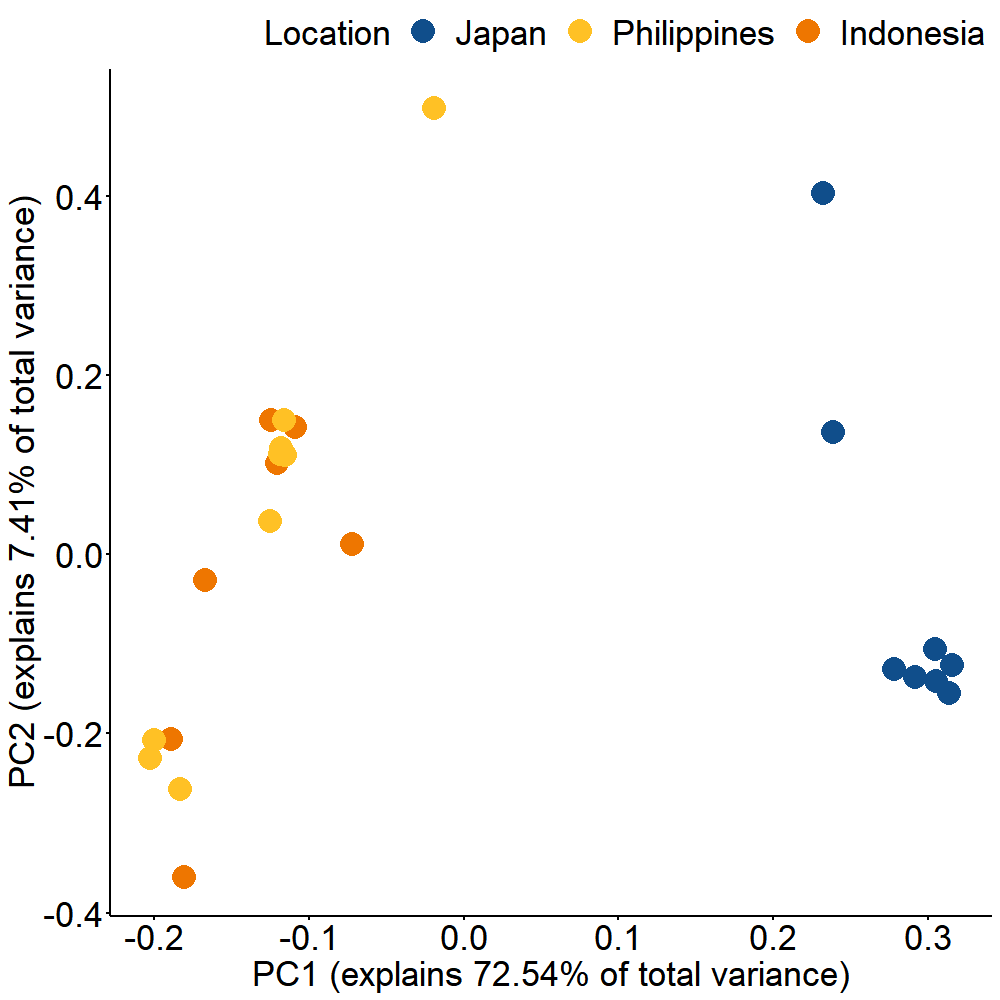 Location Japan Philippines Indonesia
PC2 (explains 7.41% of total variance)
0.4
0.2
0.0
-0.2
-0.4
-0.2 -0.1 0.0 0.1 0.2 0.3
PC1 (explains 72.54% of total variance)